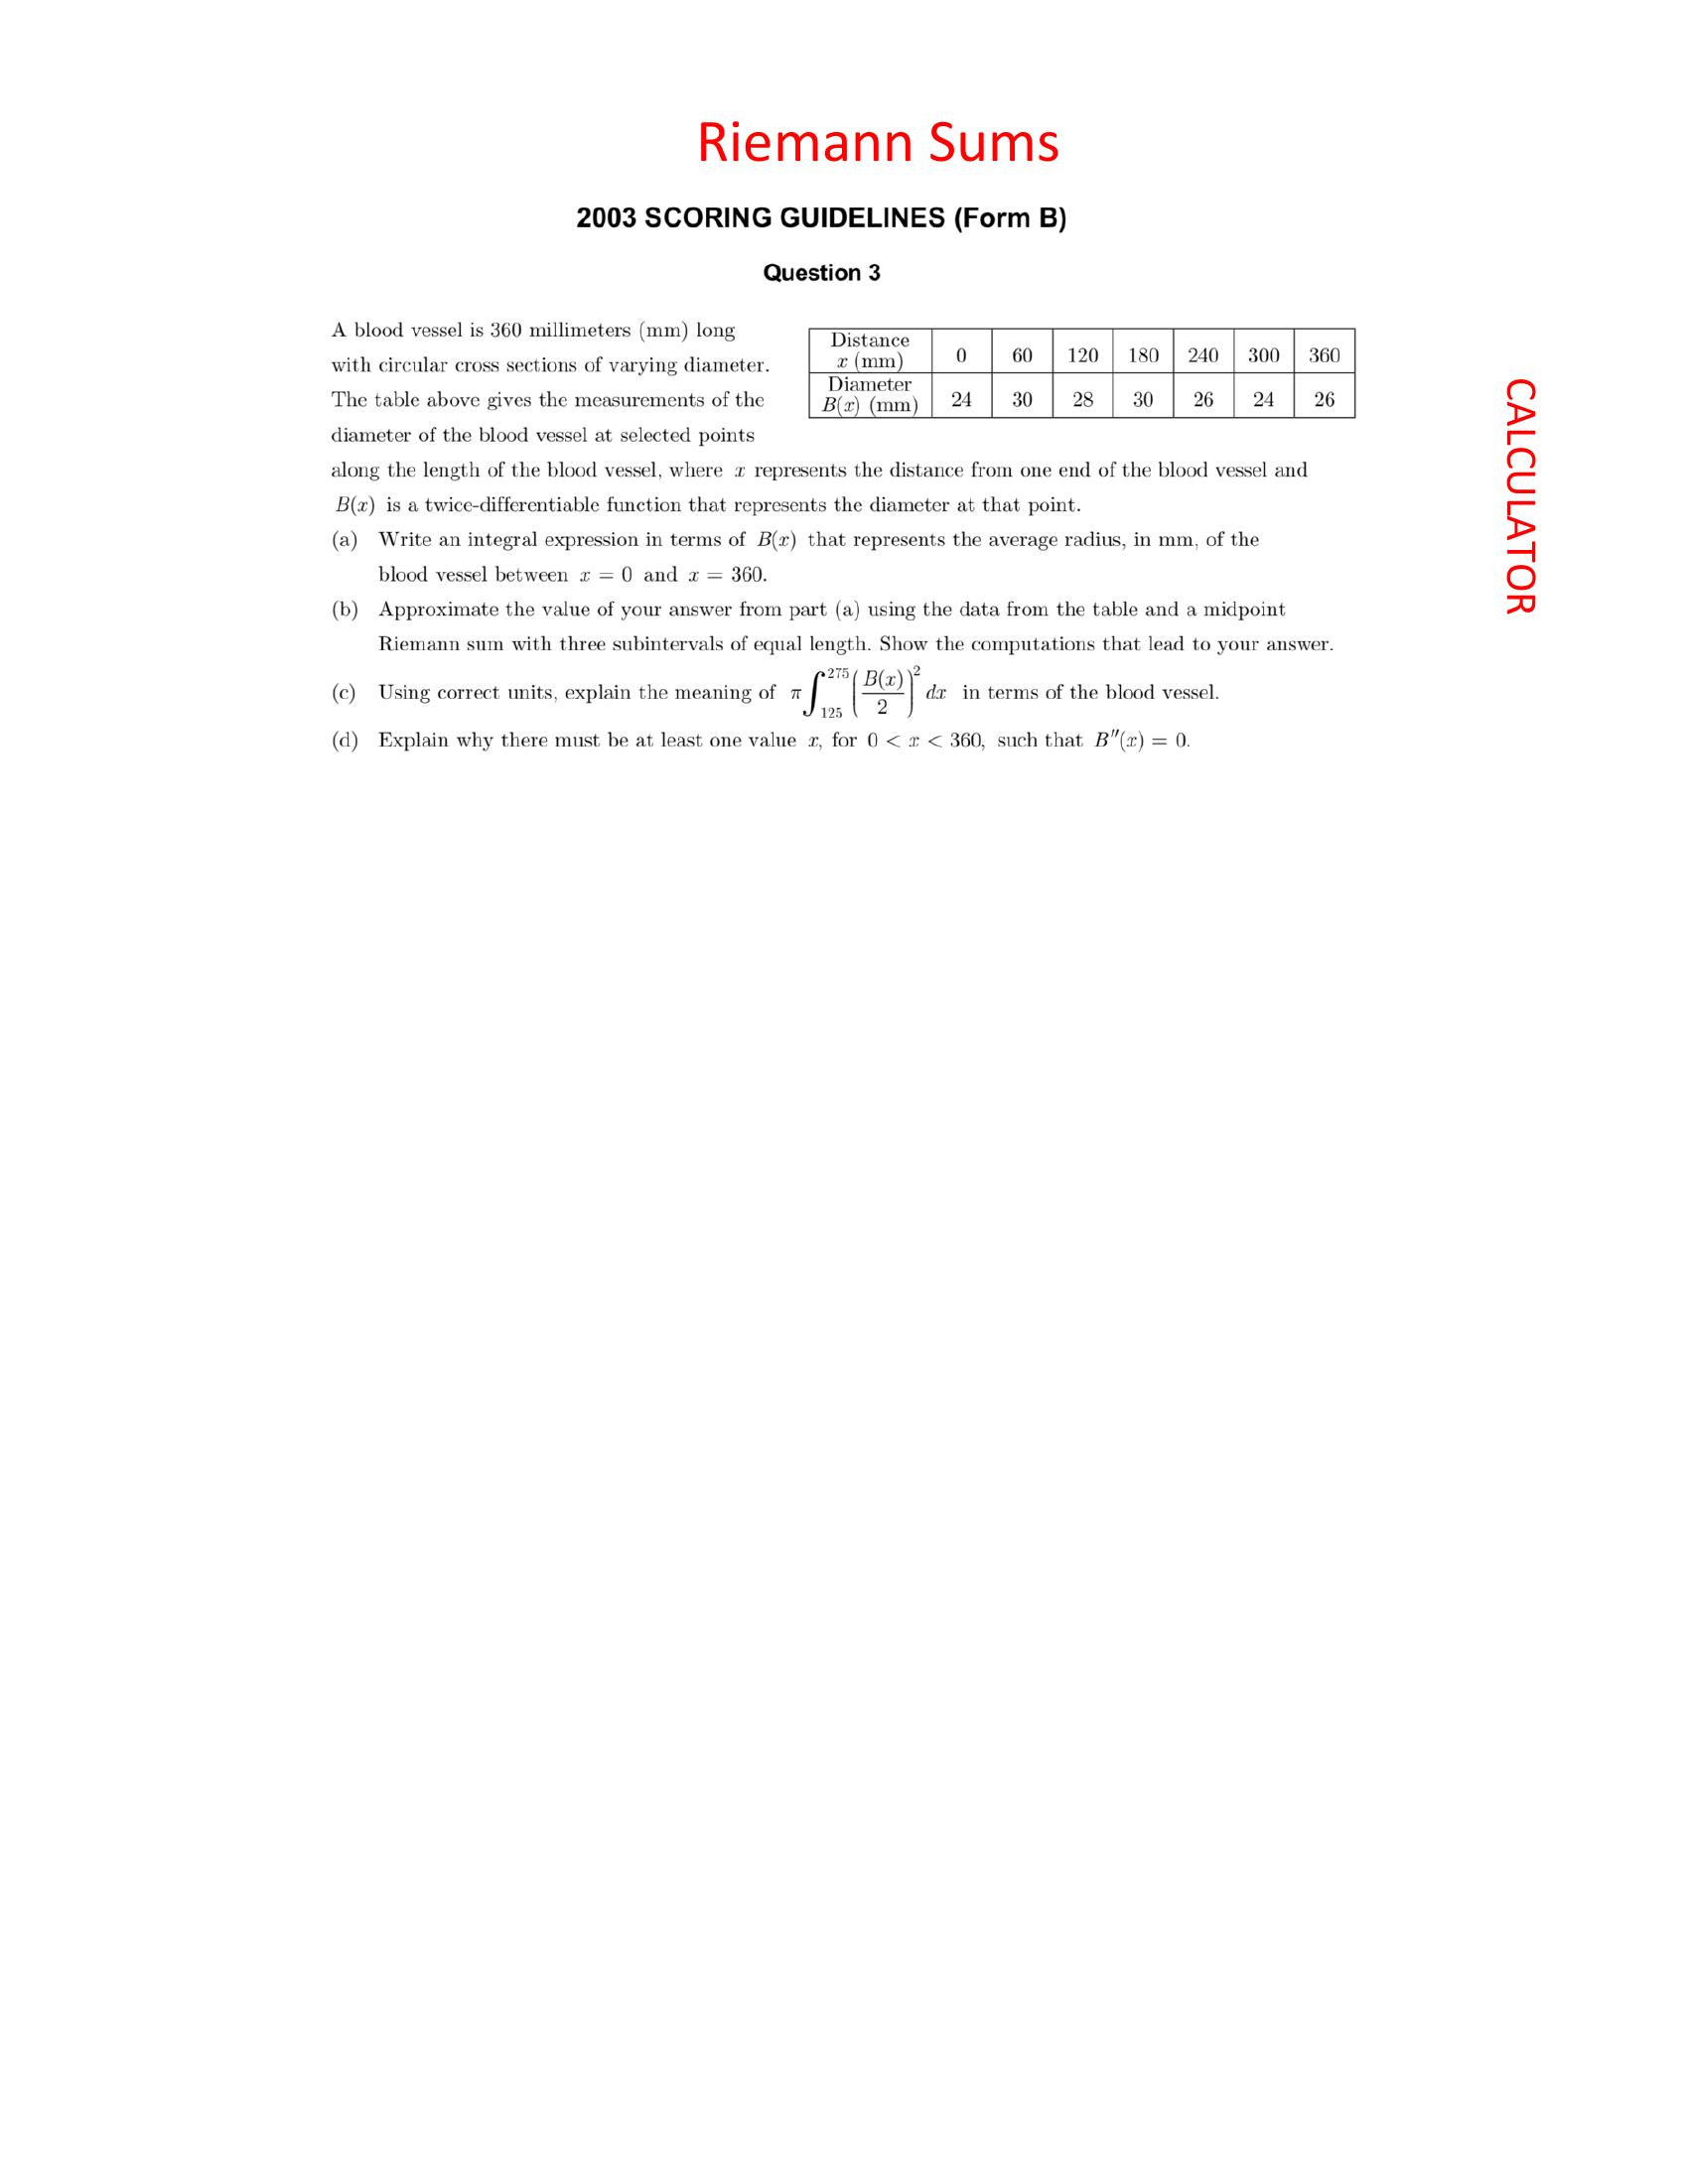 Riemann Sums
2003 SCORING GUIDELINES (Form B)
Question 3
A blood vessel is 360 millimeters (mm) long
with circular cross sections of varying diameter.
The table above gives the measurements of the
diameter of the blood vessel at selected points
Distance x (mm) 0 60 120 180 240 300 360
Diameter B(x) (mm) 24 30 28 30 26 24 26
along the length of the blood vessel, where x represents the distance from one end of the blood vessel and
B(x) is a twice-differentiable function that represents the diameter at that point.
(a) Write an integral expression in terms of B(x) that represents the average radius, in mm, of the
blood vessel between x = 0 and x = 360.
(b) Approximate the value of your answer from part (a) using the data from the table and a midpoint
Riemann sum with three subintervals of equal length. Show the computations that lead to your answer.
(c) Using correct units, explain the meaning of π∫₁₂₅²⁷⁵ (B(x)/2)² dx in terms of the blood vessel.
(d) Explain why there must be at least one value x, for 0 < x < 360, such that B″(x) = 0.
CALCULATOR